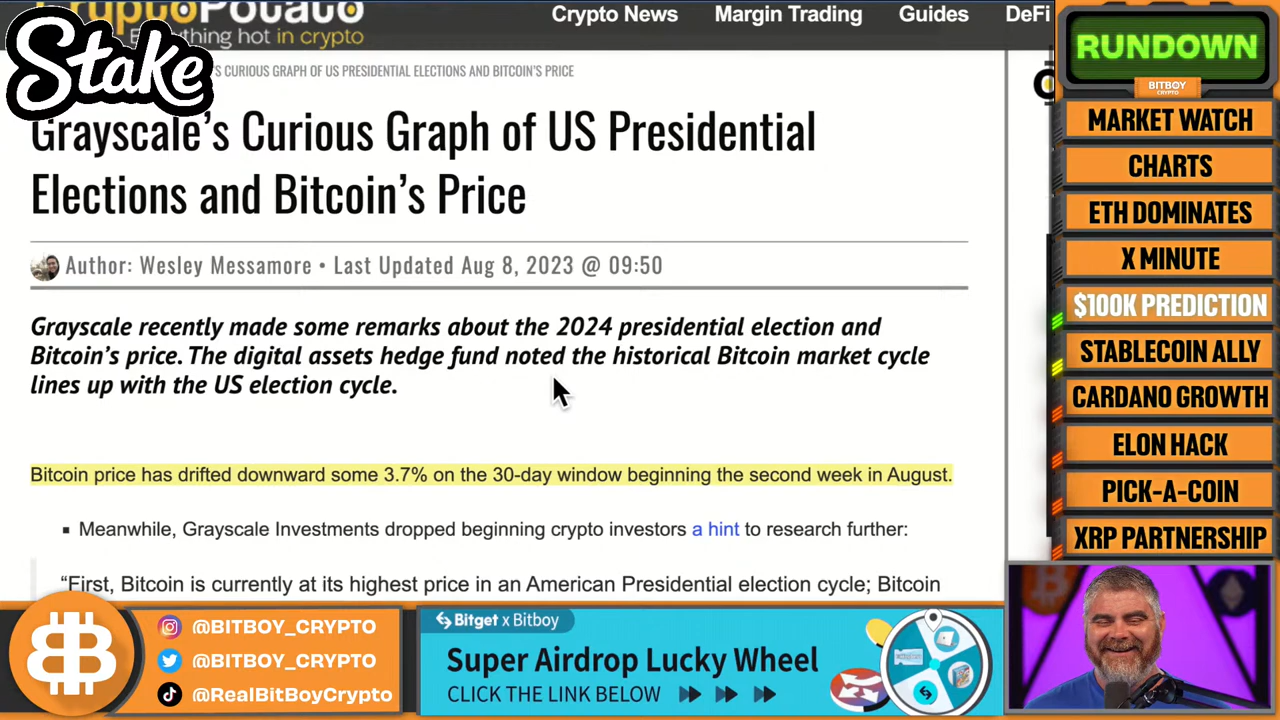 CryptoPotato
Everything hot in crypto
Crypto News
Margin Trading
Guides
DeFi
Stake
'S CURIOUS GRAPH OF US PRESIDENTIAL ELECTIONS AND BITCOIN'S PRICE
Grayscale's Curious Graph of US Presidential
Elections and Bitcoin's Price
Author: Wesley Messamore • Last Updated Aug 8, 2023 @ 09:50
Grayscale recently made some remarks about the 2024 presidential election and
Bitcoin's price. The digital assets hedge fund noted the historical Bitcoin market cycle
lines up with the US election cycle.
Bitcoin price has drifted downward some 3.7% on the 30-day window beginning the second week in August.
▪ Meanwhile, Grayscale Investments dropped beginning crypto investors a hint to research further:
“First, Bitcoin is currently at its highest price in an American Presidential election cycle; Bitcoin
RUNDOWN
BITBOY
CRYPTO
MARKET WATCH
CHARTS
ETH DOMINATES
X MINUTE
$100K PREDICTION
STABLECOIN ALLY
CARDANO GROWTH
ELON HACK
PICK-A-COIN
XRP PARTNERSHIP
@BITBOY_CRYPTO
@BITBOY_CRYPTO
@RealBitBoyCrypto
Bitget x Bitboy
Super Airdrop Lucky Wheel
CLICK THE LINK BELOW